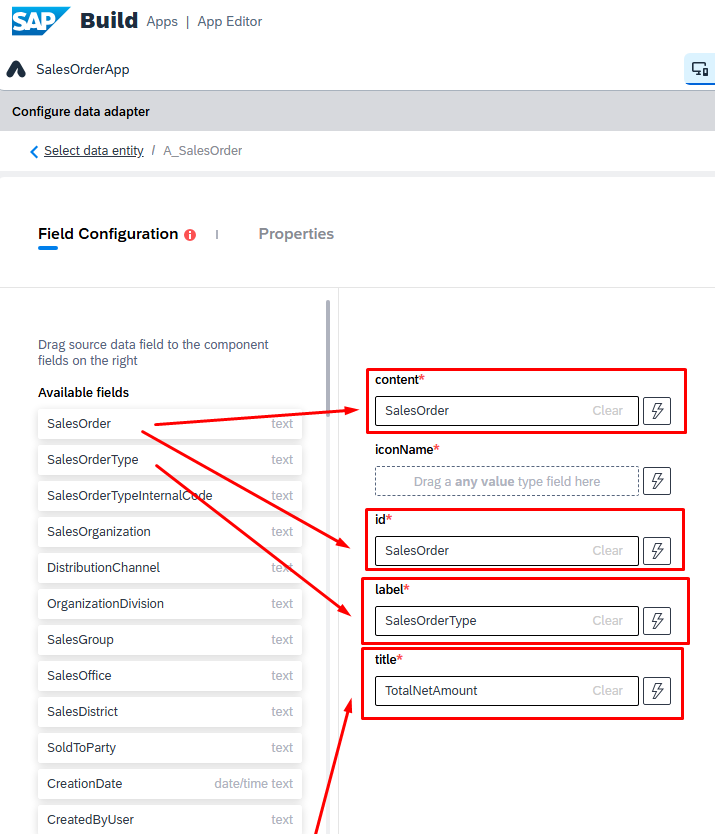 SAP Build Apps | App Editor
SalesOrderApp
Configure data adapter
Select data entity / A_SalesOrder
Field Configuration | Properties
Drag source data field to the component
fields on the right
Available fields
SalesOrder text
SalesOrderType text
SalesOrderTypeInternalCode text
SalesOrganization text
DistributionChannel text
OrganizationDivision text
SalesGroup text
SalesOffice text
SalesDistrict text
SoldToParty text
CreationDate date/time text
CreatedByUser text
content*
SalesOrder Clear
iconName*
Drag a any value type field here
id*
SalesOrder Clear
label*
SalesOrderType Clear
title*
TotalNetAmount Clear